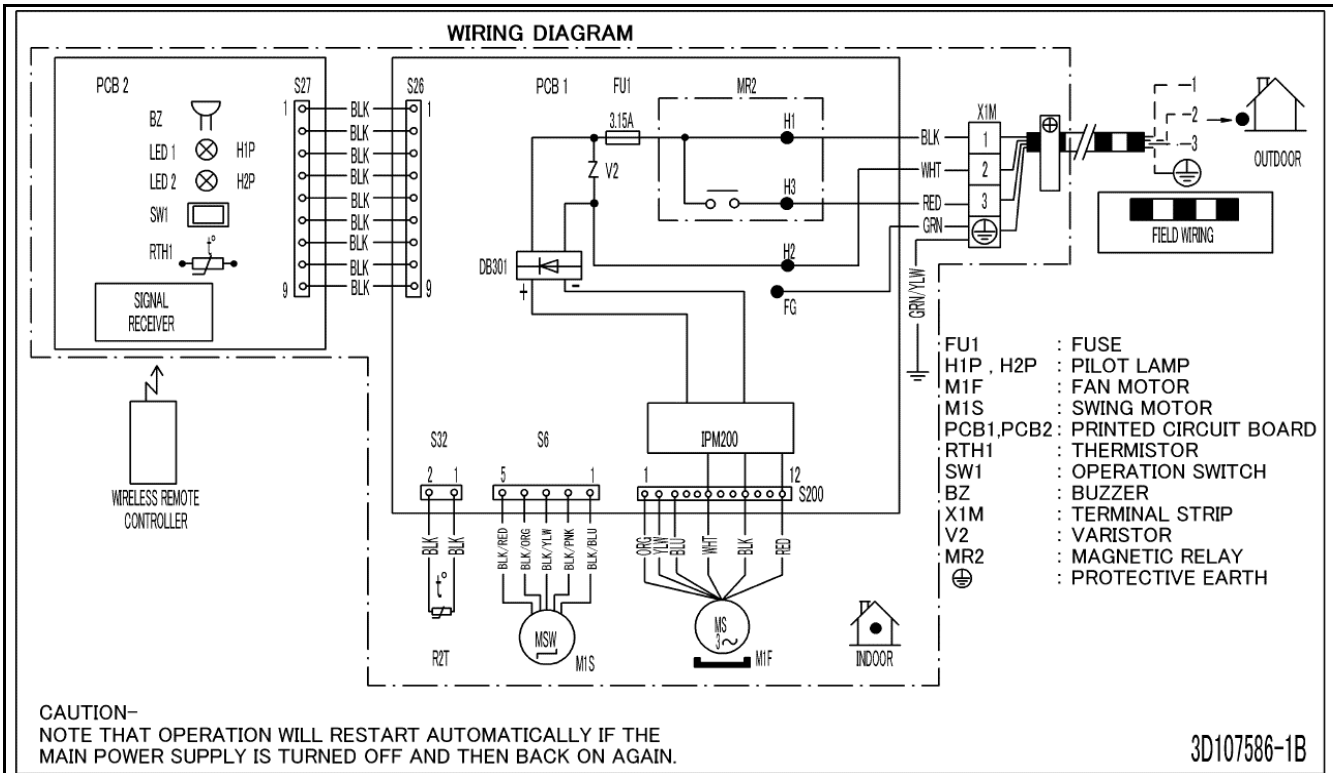 WIRING DIAGRAM
PCB 2
S27
S26
PCB 1
FU1
MR2
1
BLK
1
BZ
BLK
LED 1
H1P
BLK
LED 2
H2P
BLK
SW1
BLK
BLK
RTH1
t°
BLK
BLK
9
BLK
9
SIGNAL
RECEIVER
3.15A
V2
H1
H3
H2
DB301
+
-
FG
BLK
WHT
RED
GRN
GRN/YLW
X1M
1
2
3
1
2
3
OUTDOOR
FIELD WIRING
WIRELESS REMOTE
CONTROLLER
IPM200
S32
2 1
BLK
BLK
t°
R2T
S6
5 1
BLK/RED
BLK/ORG
BLK/YLW
BLK/PNK
BLK/BLU
MSW
M1S
1 12
S200
ORG
YLW
BLU
WHT
BLK
RED
MS
3~
M1F
INDOOR
FU1 : FUSE
H1P , H2P : PILOT LAMP
M1F : FAN MOTOR
M1S : SWING MOTOR
PCB1,PCB2 : PRINTED CIRCUIT BOARD
RTH1 : THERMISTOR
SW1 : OPERATION SWITCH
BZ : BUZZER
X1M : TERMINAL STRIP
V2 : VARISTOR
MR2 : MAGNETIC RELAY
: PROTECTIVE EARTH
CAUTION-
NOTE THAT OPERATION WILL RESTART AUTOMATICALLY IF THE
MAIN POWER SUPPLY IS TURNED OFF AND THEN BACK ON AGAIN.
3D107586-1B